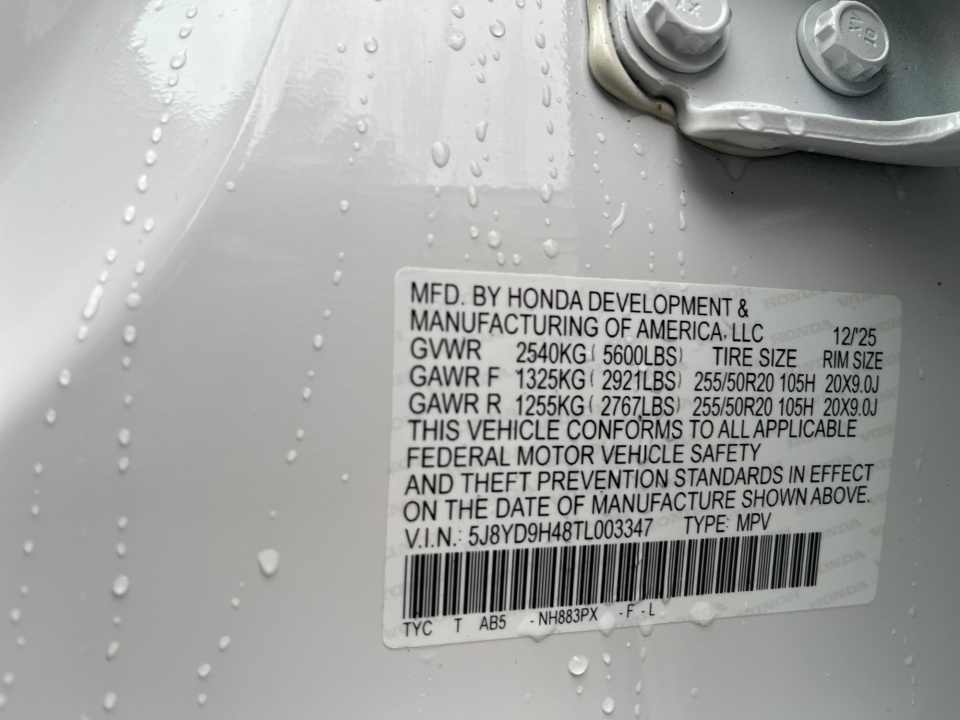 MFD. BY HONDA DEVELOPMENT &
MANUFACTURING OF AMERICA, LLC 12/'25
GVWR 2540KG ( 5600LBS) TIRE SIZE RIM SIZE
GAWR F 1325KG ( 2921LBS) 255/50R20 105H 20X9.0J
GAWR R 1255KG ( 2767LBS) 255/50R20 105H 20X9.0J
THIS VEHICLE CONFORMS TO ALL APPLICABLE
FEDERAL MOTOR VEHICLE SAFETY
AND THEFT PREVENTION STANDARDS IN EFFECT
ON THE DATE OF MANUFACTURE SHOWN ABOVE.
V.I.N.: 5J8YD9H48TL003347 TYPE: MPV
TYC T AB5 - NH883PX - F - L